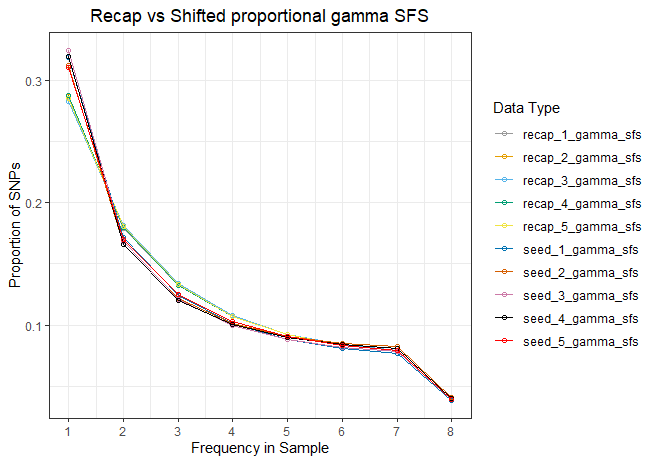 Recap vs Shifted proportional gamma SFS
Proportion of SNPs
0.3
0.2
0.1
1 2 3 4 5 6 7 8
Frequency in Sample
Data Type
recap_1_gamma_sfs
recap_2_gamma_sfs
recap_3_gamma_sfs
recap_4_gamma_sfs
recap_5_gamma_sfs
seed_1_gamma_sfs
seed_2_gamma_sfs
seed_3_gamma_sfs
seed_4_gamma_sfs
seed_5_gamma_sfs